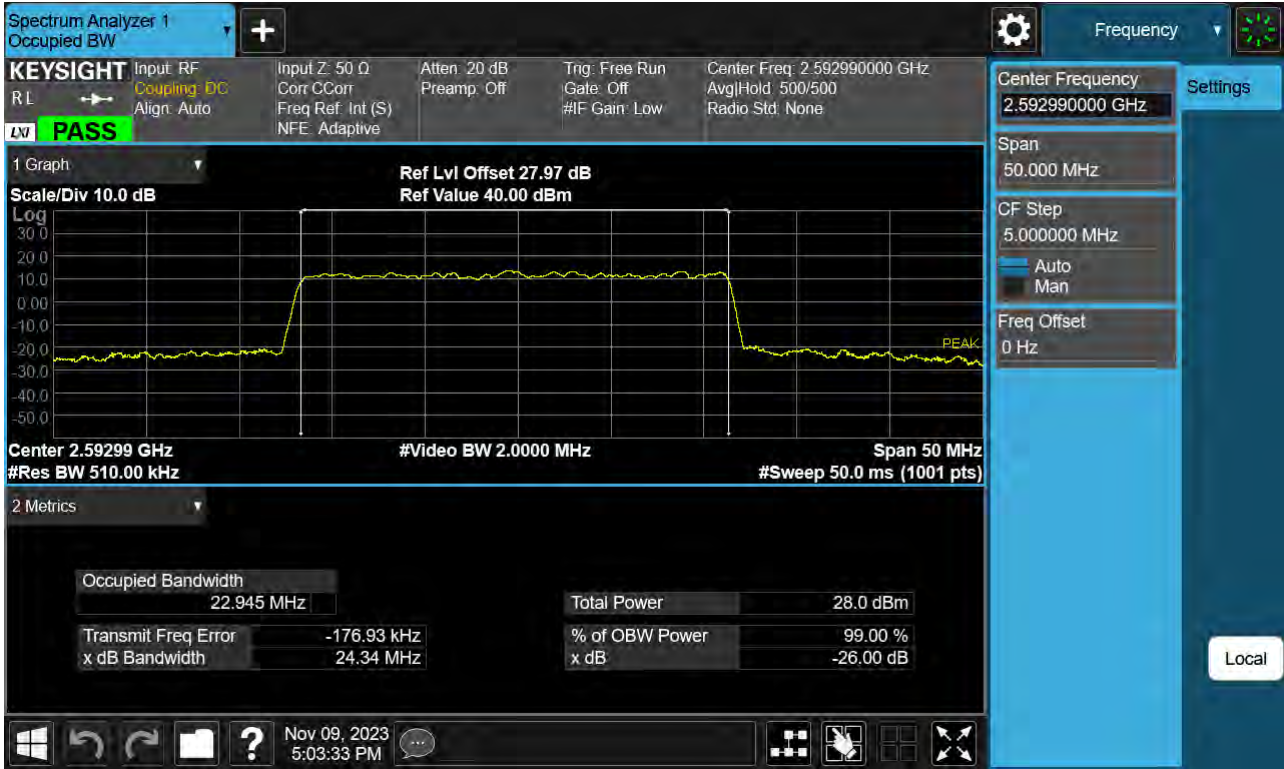 Spectrum Analyzer 1
Occupied BW
Frequency
KEYSIGHT
R L
LXI
PASS
Input: RF
Coupling: DC
Align: Auto
Input Z: 50 Ω
Corr CCorr
Freq Ref: Int (S)
NFE: Adaptive
Atten: 20 dB
Preamp: Off
Trig: Free Run
Gate: Off
#IF Gain: Low
Center Freq: 2.592990000 GHz
Avg|Hold: 500/500
Radio Std: None
Center Frequency
2.592990000 GHz
Settings
Span
50.000 MHz
CF Step
5.000000 MHz
Auto
Man
Freq Offset
0 Hz
1 Graph
Scale/Div 10.0 dB
Ref Lvl Offset 27.97 dB
Ref Value 40.00 dBm
Log
30.0
20.0
10.0
0.00
-10.0
-20.0
-30.0
-40.0
-50.0
PEAK
Center 2.59299 GHz
#Video BW 2.0000 MHz
Span 50 MHz
#Res BW 510.00 kHz
#Sweep 50.0 ms (1001 pts)
2 Metrics
Occupied Bandwidth
22.945 MHz
Total Power 28.0 dBm
Transmit Freq Error -176.93 kHz
% of OBW Power 99.00 %
x dB Bandwidth 24.34 MHz
x dB -26.00 dB
Local
?
Nov 09, 2023
5:03:33 PM